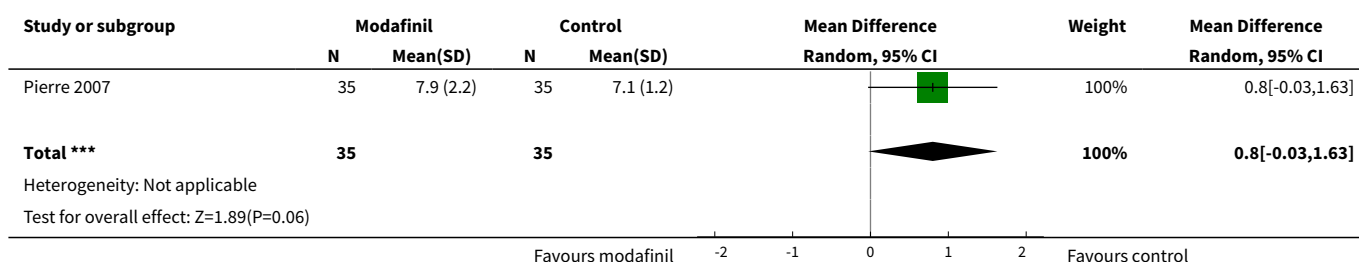 Study or subgroup Modafinil Control Mean Difference Weight Mean Difference
N Mean(SD) N Mean(SD) Random, 95% CI Random, 95% CI
Pierre 2007 35 7.9 (2.2) 35 7.1 (1.2) 100% 0.8[-0.03,1.63]
Total *** 35 35 100% 0.8[-0.03,1.63]
Heterogeneity: Not applicable
Test for overall effect: Z=1.89(P=0.06)
Favours modafinil -2 -1 0 1 2 Favours control